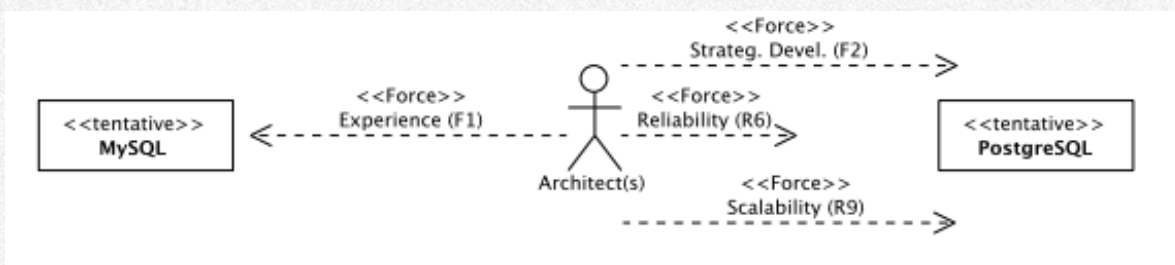 <<Force>>
Strateg. Devel. (F2)
<<tentative>>
MySQL
<<Force>>
Experience (F1)
<<Force>>
Reliability (R6)
<<tentative>>
PostgreSQL
Architect(s)
<<Force>>
Scalability (R9)